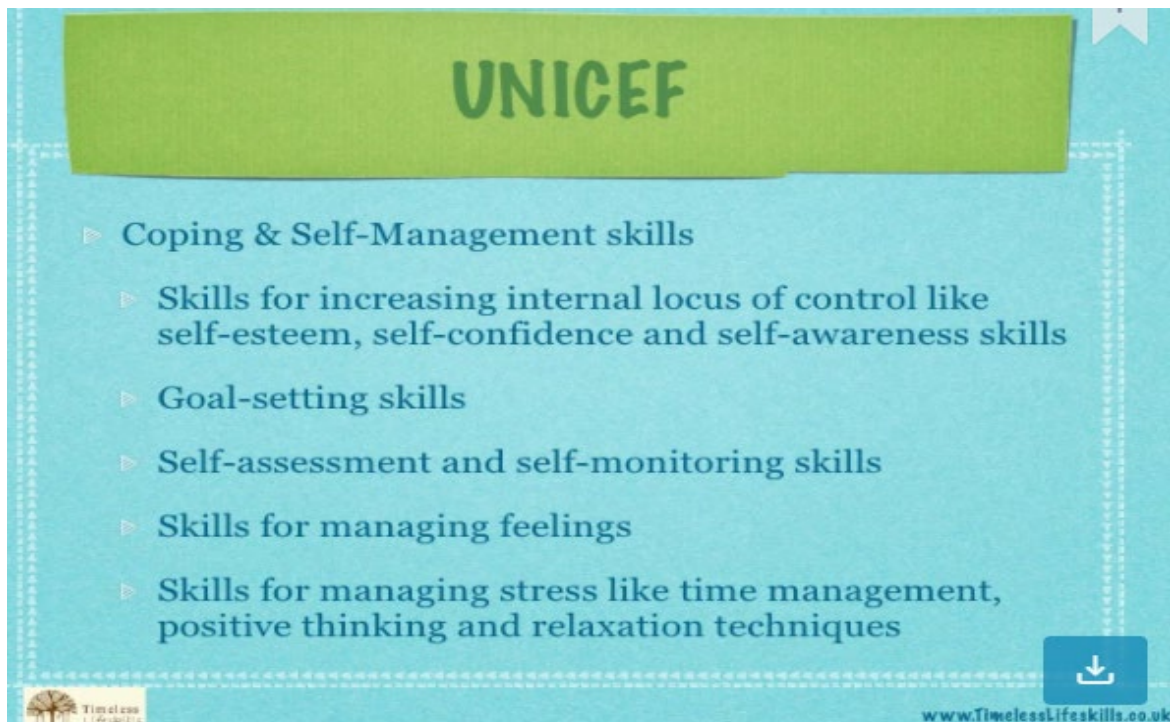 UNICEF
Coping & Self-Management skills
Skills for increasing internal locus of control like
self-esteem, self-confidence and self-awareness skills
Goal-setting skills
Self-assessment and self-monitoring skills
Skills for managing feelings
Skills for managing stress like time management,
positive thinking and relaxation techniques
Timeless
Lifeskills
www.TimelessLifeskills.co.uk